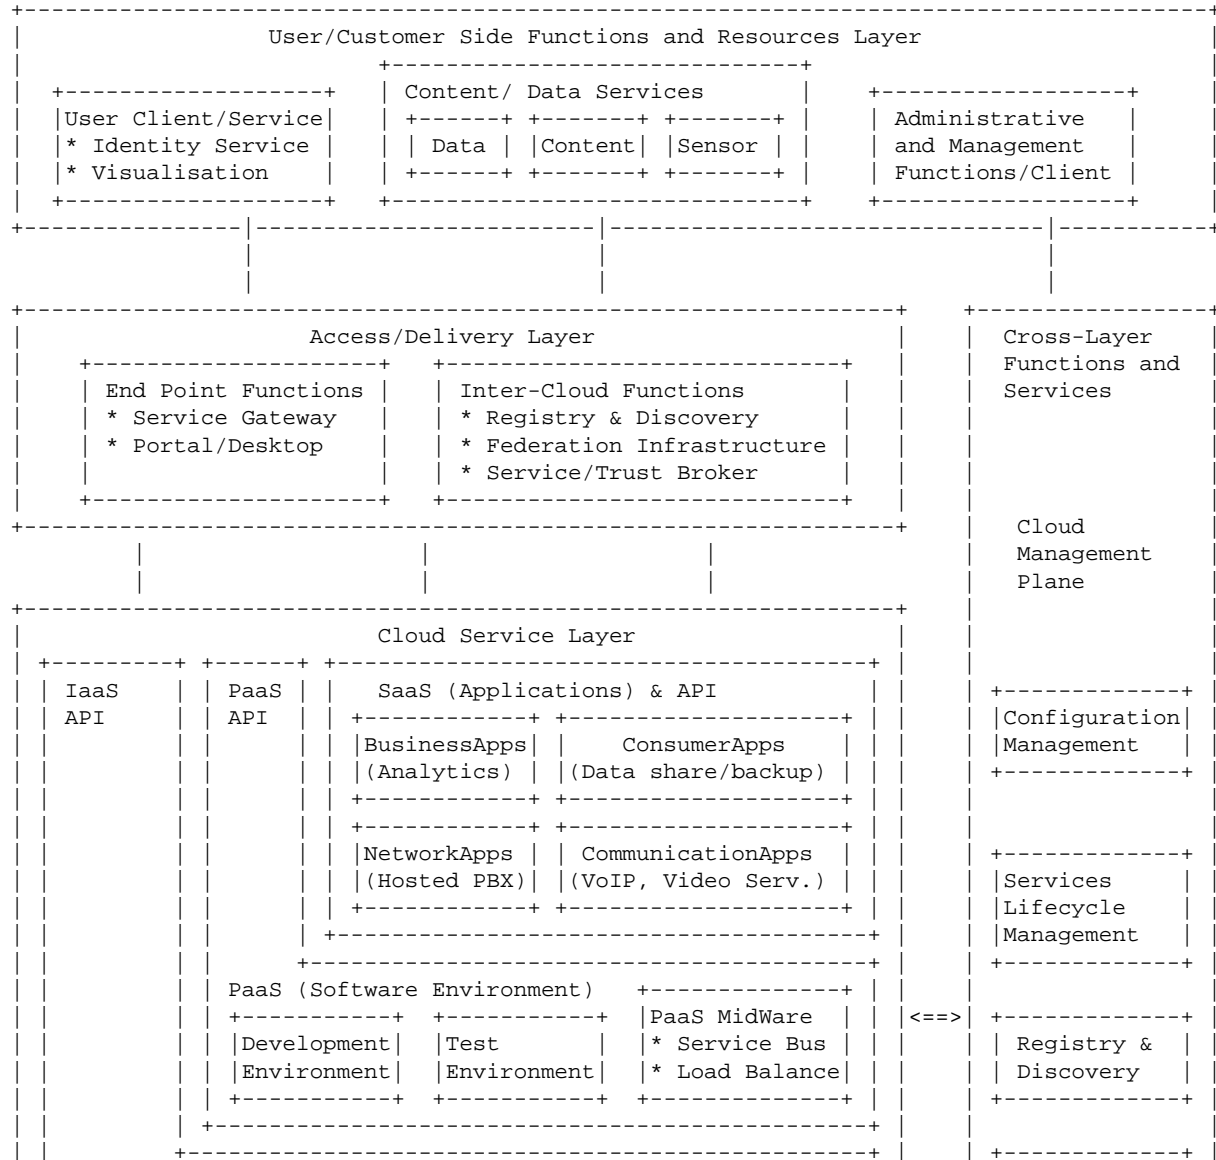 User/Customer Side Functions and Resources Layer
Content/ Data Services
User Client/Service
Administrative
* Identity Service
Data
Content
Sensor
and Management
* Visualisation
Functions/Client
Access/Delivery Layer
Cross-Layer
Functions and
End Point Functions
Inter-Cloud Functions
Services
* Service Gateway
* Registry & Discovery
* Portal/Desktop
* Federation Infrastructure
* Service/Trust Broker
Cloud
Management
Plane
Cloud Service Layer
IaaS
PaaS
SaaS (Applications) & API
API
API
Configuration
BusinessApps
ConsumerApps
Management
(Analytics)
(Data share/backup)
NetworkApps
CommunicationApps
(Hosted PBX)
(VoIP, Video Serv.)
Services
Lifecycle
Management
PaaS (Software Environment)
PaaS MidWare
<==>
Development
Test
* Service Bus
Registry &
Environment
Environment
* Load Balance
Discovery